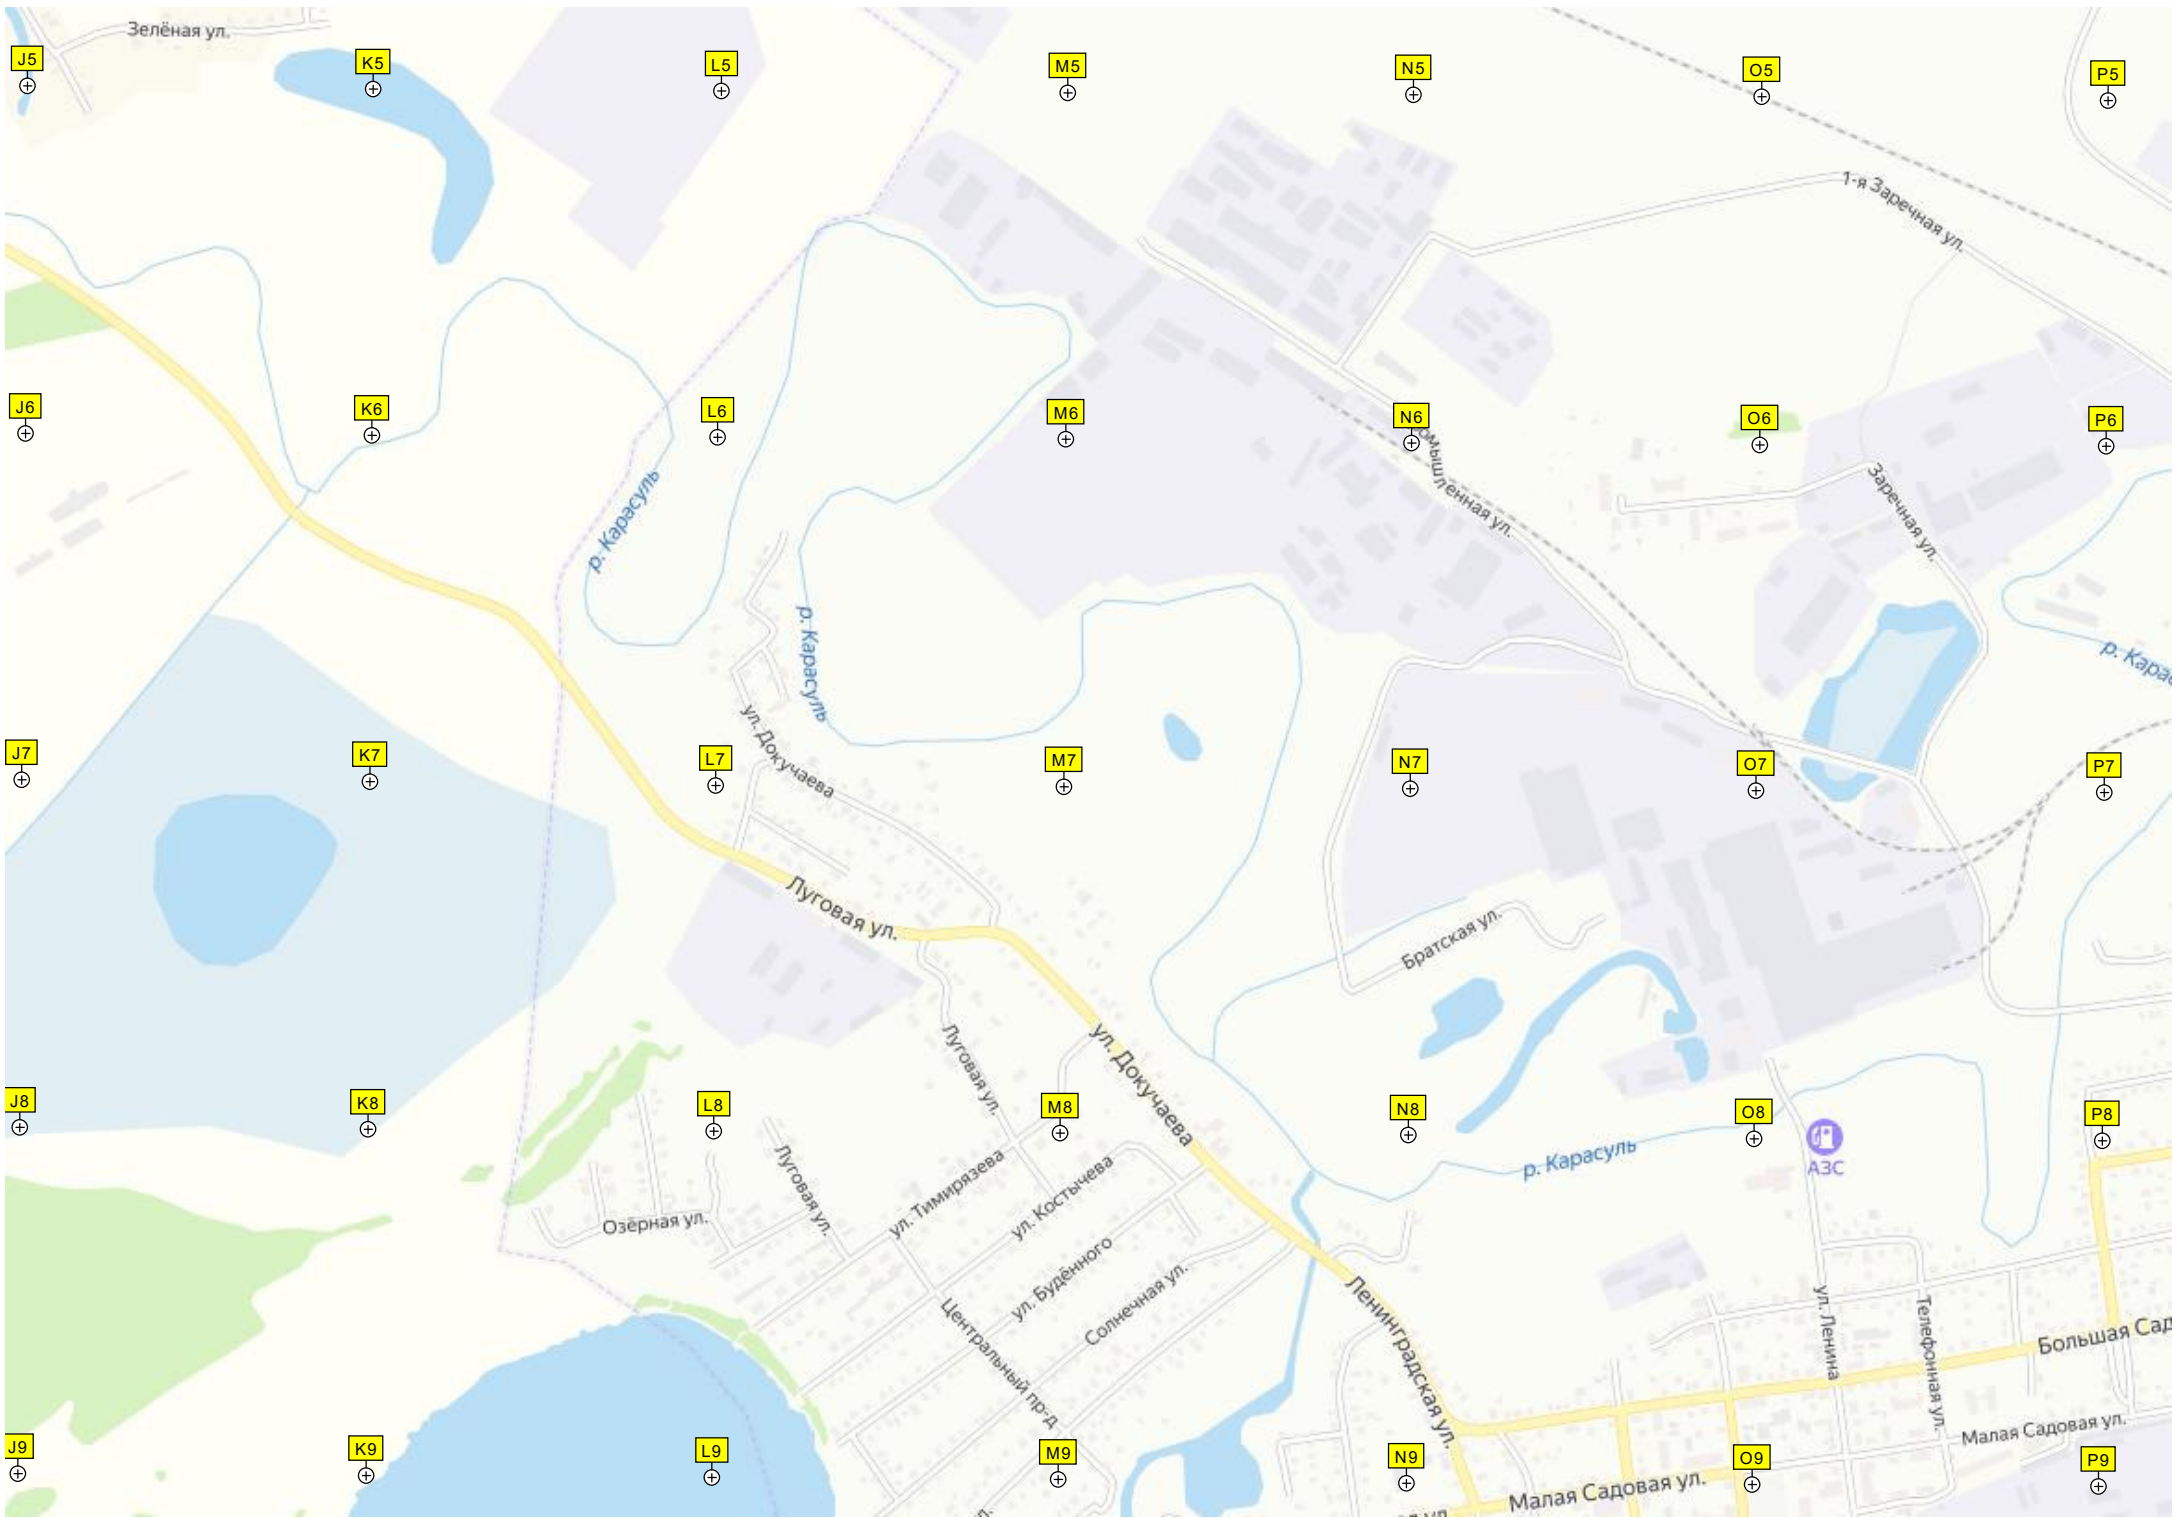 Зелёная ул.
J5
K5
L5
M5
N5
O5
P5
1-я Заречная ул.
J6
K6
L6
M6
N6
O6
P6
р. Карасуль
Заречная ул.
р. Карасуль
ул. Докучаева
J7
K7
L7
M7
N7
O7
P7
Луговая ул.
Братская ул.
Луговая ул.
ул. Докучаева
J8
K8
L8
M8
N8
O8
P8
АЗС
р. Карасуль
Луговая ул.
ул. Тимирязева
ул. Костычева
Озёрная ул.
ул. Будённого
Солнечная ул.
Центральный пр-д
Ленинградская ул.
ул. Ленина
Телефонная ул.
Большая Сад
Малая Садовая ул.
J9
K9
L9
M9
N9
O9
P9
Малая Садовая ул.